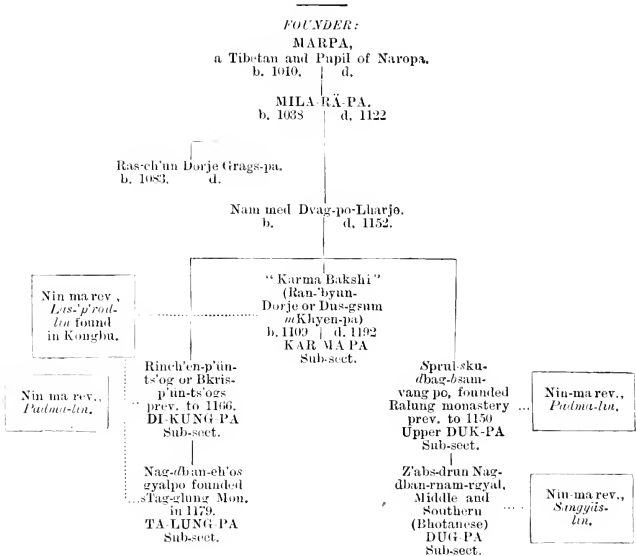 FOUNDER:
MARPA,
a Tibetan and Pupil of Naropa.
b. 1010. d.
MILA-RÄ-PA.
b. 1038 d. 1122
Ras-ch'un Dorje Grags-pa.
b. 1083. d.
Nam med Dvag-po-Lharje.
b. d. 1152.
"Karma Bakshi"
(Ran-'byun-
Dorje or Dus-gsum
mKhyen-pa)
b. 1109 d. 1192
KAR MA PA
Sub-sect.
Nin ma rev.,
Las-'p'rod-
lin found
in Kongbu.
Rinch'en-p'ün-
ts'og or Bkris-
p'un-ts'ogs
prev. to 1166.
DI-KUNG-PA
Sub-sect.
Nin ma rev.,
Padma-lin.
Sprul-sku-
dbag-bsam-
vang po, founded
Ralung monastery
prev. to 1150
Upper DUK-PA
Sub-sect.
Nin-ma rev.,
Padma-lin.
Nag-dban-ch'os
gyalpo founded
sTag-glung Mon.
in 1179.
TA-LUNG-PA
Sub-sect.
Z'abs-drun Nag-
dban-rnam-rgyal,
Middle and
Southern
(Bhotanese)
DUG-PA
Sub-sect.
Nin-ma rev.,
Sangyäs-
lin.